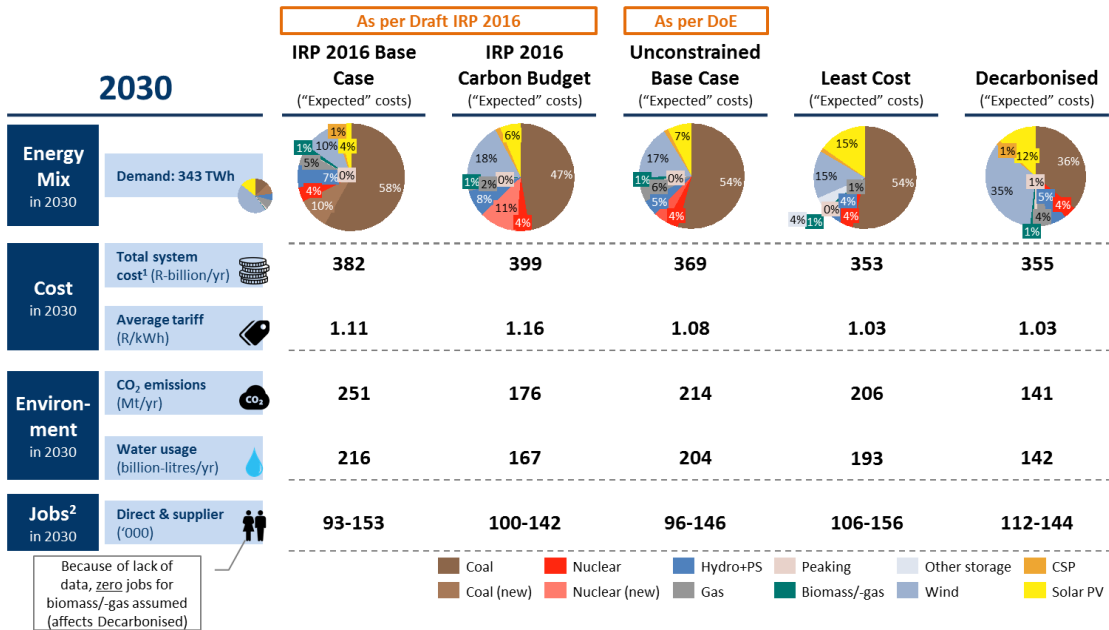 As per Draft IRP 2016
As per DoE
2030
IRP 2016 Base
Case
("Expected" costs)
IRP 2016
Carbon Budget
("Expected" costs)
Unconstrained
Base Case
("Expected" costs)
Least Cost
("Expected" costs)
Decarbonised
("Expected" costs)
Energy
Mix
in 2030
Demand: 343 TWh
1%
4%
10%
1%
5%
7%
0%
4%
10%
58%
6%
18%
1%
2%
0%
8%
11%
4%
47%
7%
17%
1%
0%
6%
5%
4%
54%
15%
15%
1%
0%
4%
4%
1%
4%
54%
1%
12%
36%
35%
1%
5%
4%
4%
1%
Cost
in 2030
Total system
cost¹ (R-billion/yr)
382 399 369 353 355
Average tariff
(R/kWh)
1.11 1.16 1.08 1.03 1.03
Environ-
ment
in 2030
CO₂ emissions
(Mt/yr)
CO₂
251 176 214 206 141
Water usage
(billion-litres/yr)
216 167 204 193 142
Jobs²
in 2030
Direct & supplier
('000)
93-153 100-142 96-146 106-156 112-144
Because of lack of
data, zero jobs for
biomass/-gas assumed
(affects Decarbonised)
Coal Nuclear Hydro+PS Peaking Other storage CSP
Coal (new) Nuclear (new) Gas Biomass/-gas Wind Solar PV